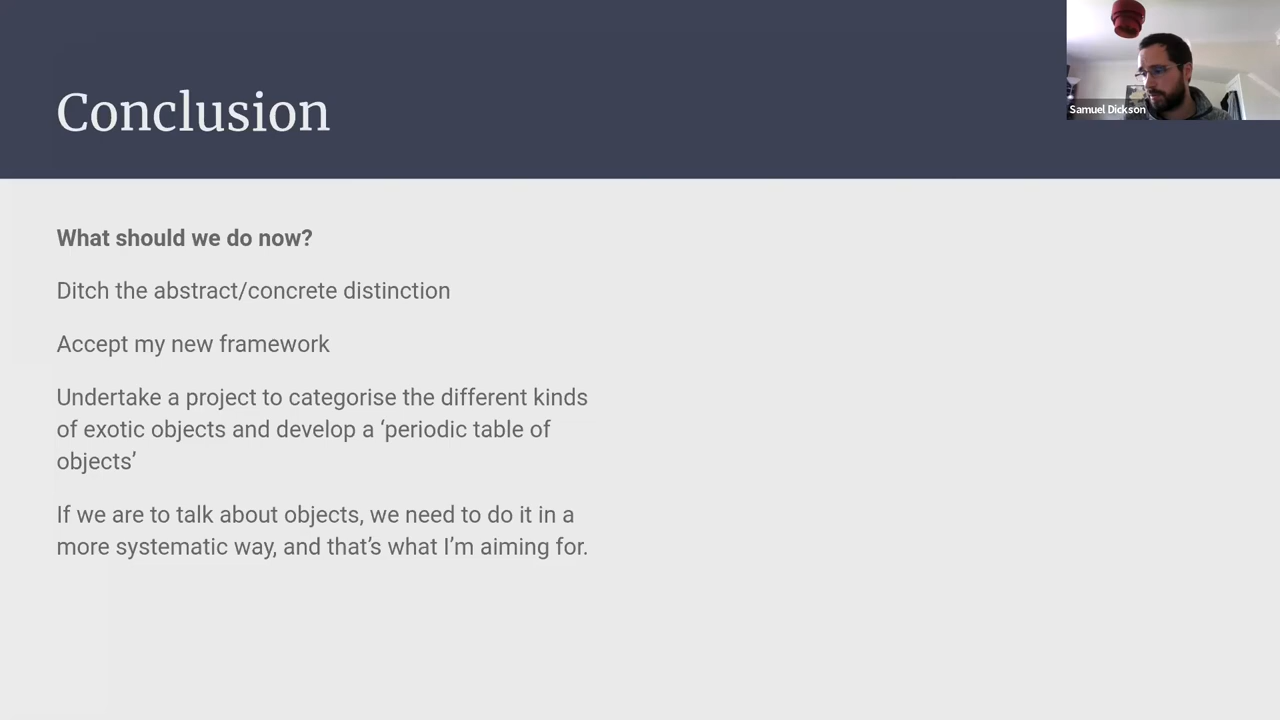 Conclusion
Samuel Dickson
What should we do now?
Ditch the abstract/concrete distinction
Accept my new framework
Undertake a project to categorise the different kinds
of exotic objects and develop a ‘periodic table of
objects’
If we are to talk about objects, we need to do it in a
more systematic way, and that’s what I’m aiming for.